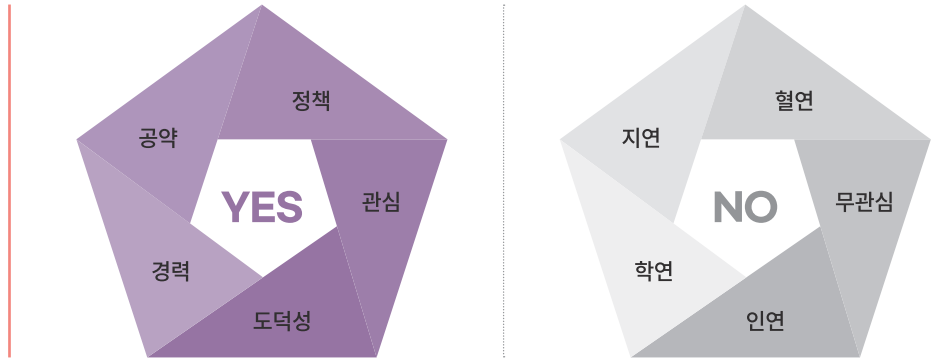 정책
공약
YES
관심
경력
도덕성
혈연
지연
NO
무관심
학연
인연